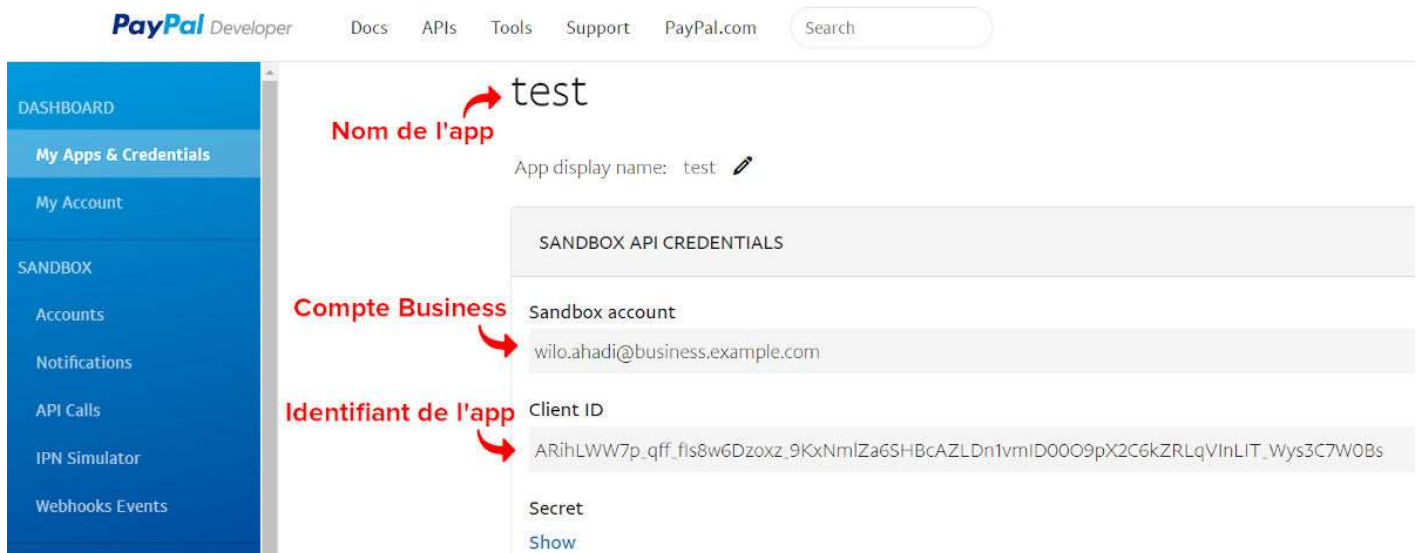 PayPal Developer Docs APIs Tools Support PayPal.com Search
DASHBOARD
My Apps & Credentials
My Account
SANDBOX
Accounts
Notifications
API Calls
IPN Simulator
Webhooks Events
test
Nom de l'app
App display name: test
SANDBOX API CREDENTIALS
Compte Business
Sandbox account
wilo.ahadi@business.example.com
Identifiant de l'app
Client ID
ARihLWW7p_qff_fIs8w6Dzoxz_9KxNmlZa6SHBcAZLDn1vmID00O9pX2C6kZRLqVInLIT_Wys3C7W0Bs
Secret
Show